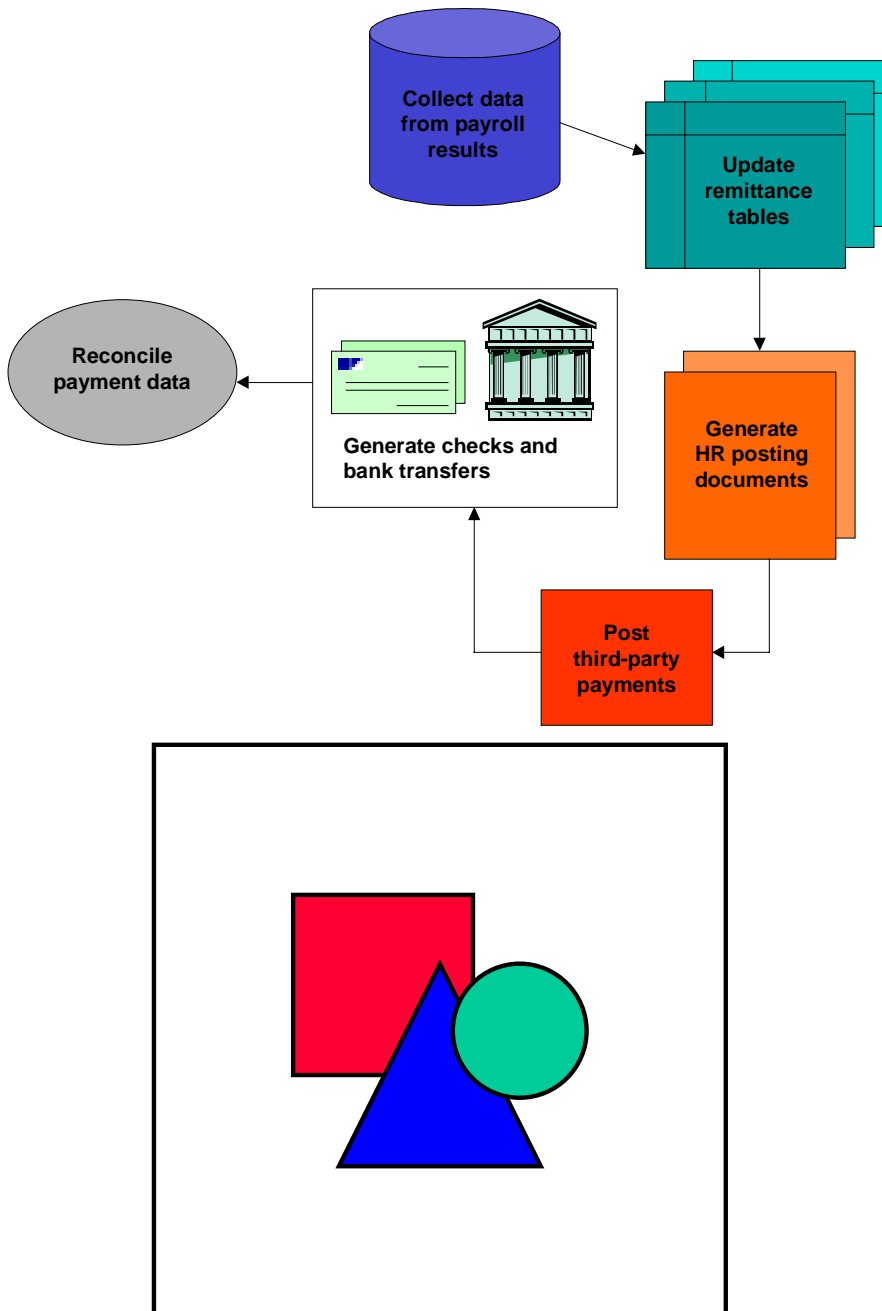 Collect data
from payroll
results
Update
remittance
tables
Reconcile
payment data
Generate checks and
bank transfers
Generate
HR posting
documents
Post
third-party
payments